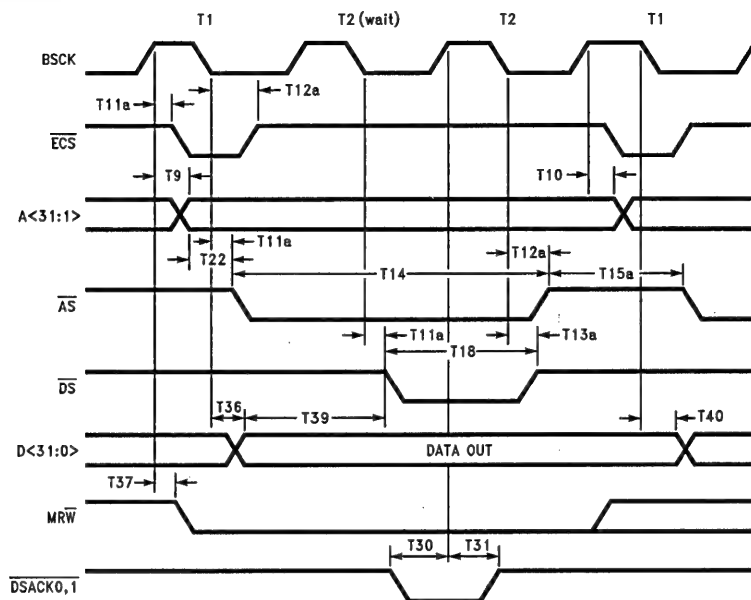 T1 T2 (wait) T2 T1
BSCK
T11a T12a
ECS
T9 T10
A<31:1>
T11a T12a
T22 T14 T15a
AS
T11a T13a
T18
DS
T36 T39 T40
D<31:0> DATA OUT
T37
MRW
T30 T31
DSACK0,1